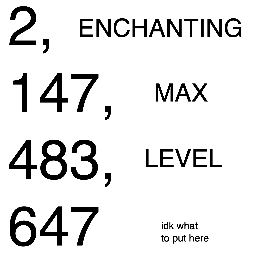 2, ENCHANTING
147, MAX
483, LEVEL
647 idk what
to put here